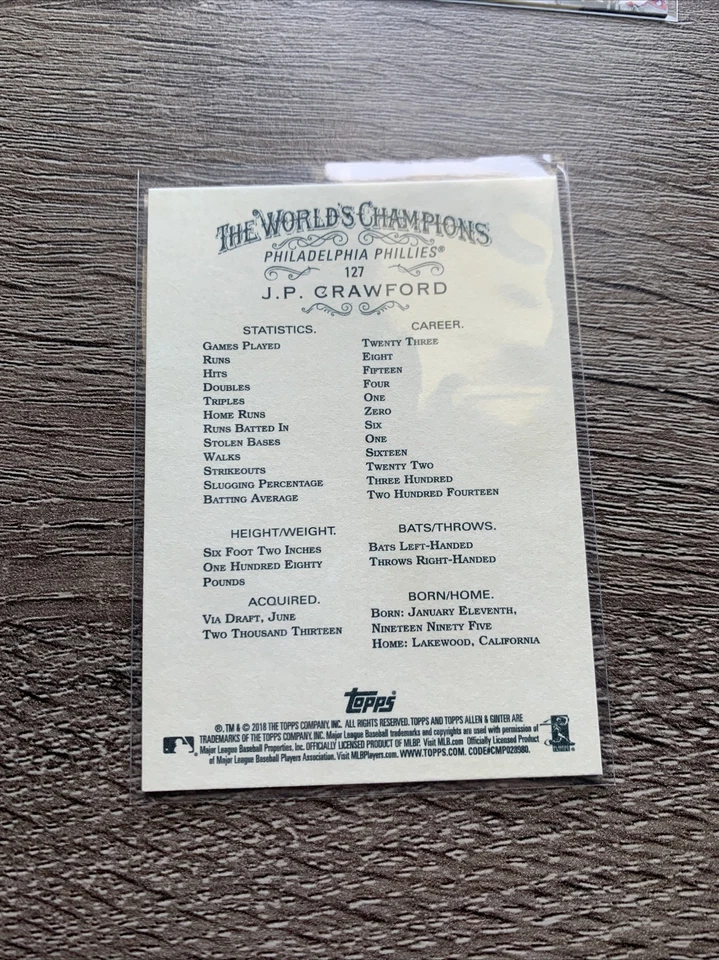 THE WORLD'S CHAMPIONS
PHILADELPHIA PHILLIES®
127
J.P. CRAWFORD
STATISTICS. CAREER.
GAMES PLAYED TWENTY THREE
RUNS EIGHT
HITS FIFTEEN
DOUBLES FOUR
TRIPLES ONE
HOME RUNS ZERO
RUNS BATTED IN SIX
STOLEN BASES ONE
WALKS SIXTEEN
STRIKEOUTS TWENTY TWO
SLUGGING PERCENTAGE THREE HUNDRED
BATTING AVERAGE TWO HUNDRED FOURTEEN
HEIGHT/WEIGHT.
SIX FOOT TWO INCHES
ONE HUNDRED EIGHTY
POUNDS
BATS/THROWS.
BATS LEFT-HANDED
THROWS RIGHT-HANDED
ACQUIRED.
VIA DRAFT, JUNE
TWO THOUSAND THIRTEEN
BORN/HOME.
BORN: JANUARY ELEVENTH,
NINETEEN NINETY FIVE
HOME: LAKEWOOD, CALIFORNIA
TOPPS
®, TM & © 2018 THE TOPPS COMPANY, INC. ALL RIGHTS RESERVED. TOPPS AND TOPPS ALLEN & GINTER ARE
TRADEMARKS OF THE TOPPS COMPANY, INC. Major League Baseball trademarks and copyrights are used with permission of
Major League Baseball Properties, Inc. OFFICIALLY LICENSED PRODUCT OF MLBP. Visit MLB.com Officially Licensed Product
of Major League Baseball Players Association. Visit MLBPlayers.com. WWW.TOPPS.COM. CODE#CMP028980.